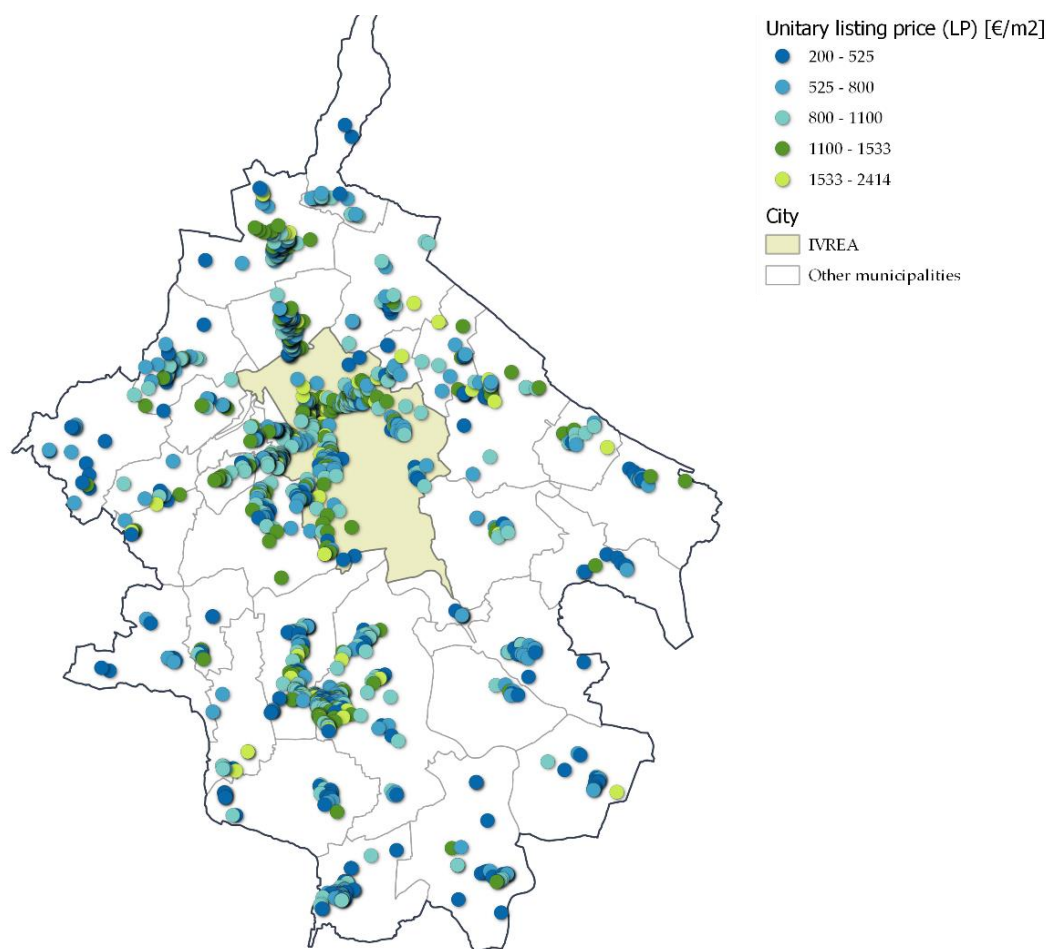 Unitary listing price (LP) [€/m2]
200 - 525
525 - 800
800 - 1100
1100 - 1533
1533 - 2414
City
IVREA
Other municipalities